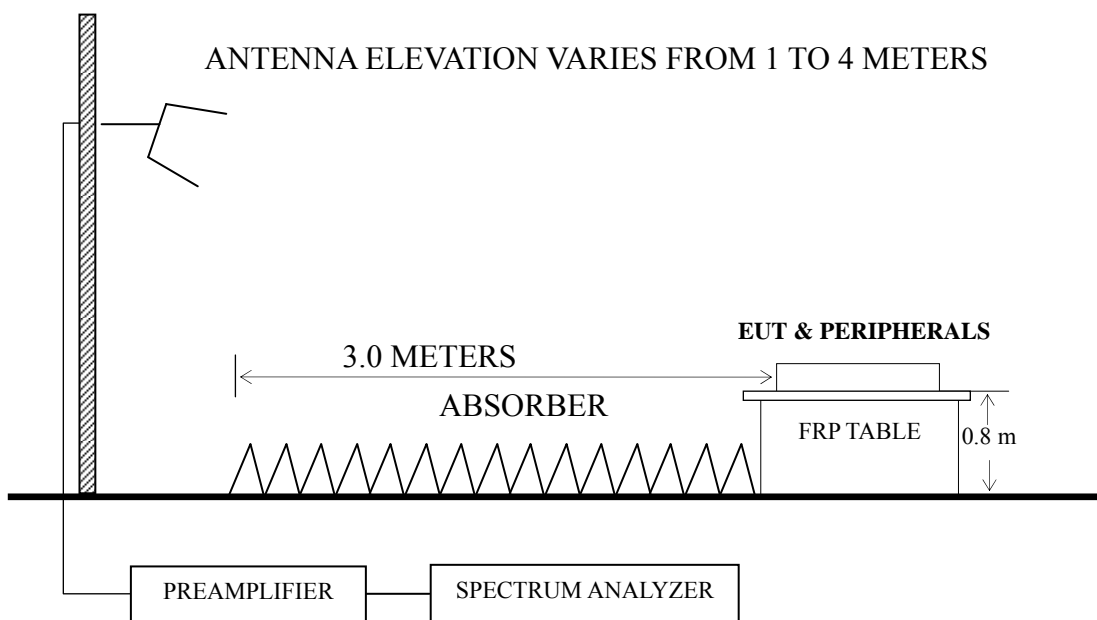 ANTENNA ELEVATION VARIES FROM 1 TO 4 METERS
EUT & PERIPHERALS
3.0 METERS
ABSORBER
FRP TABLE
0.8 m
PREAMPLIFIER
SPECTRUM ANALYZER